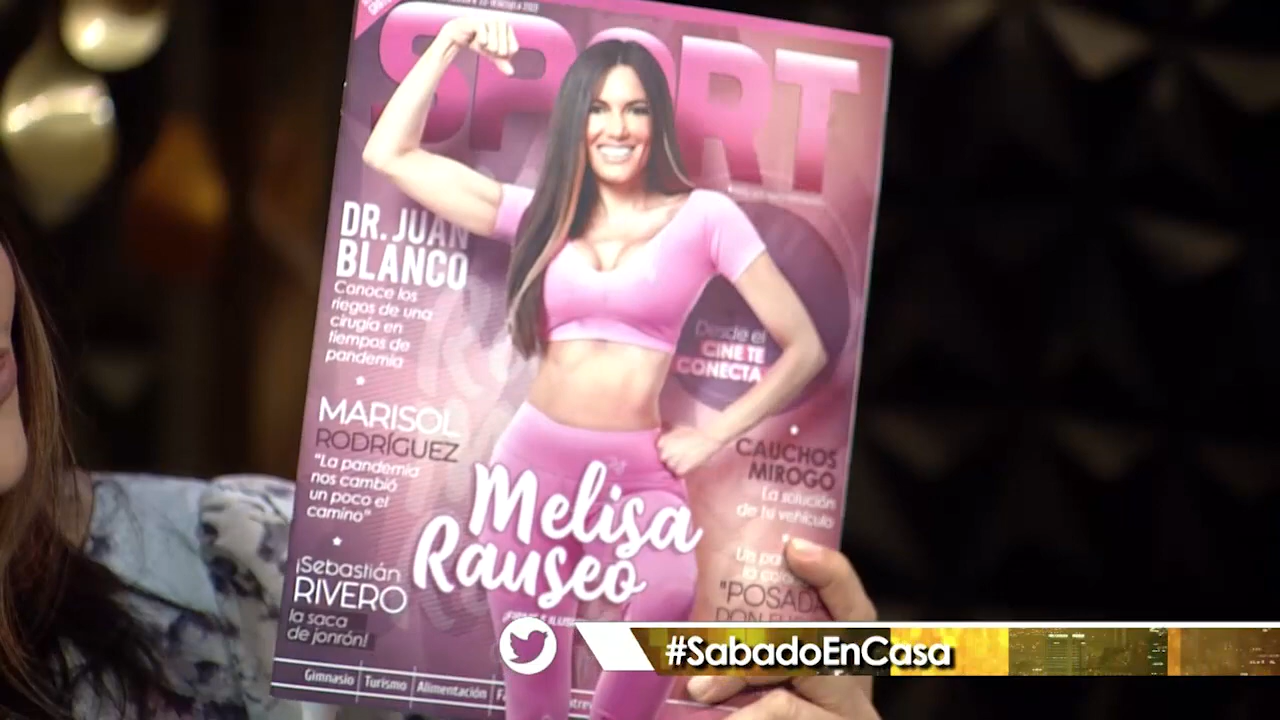 SPORT
DR. JUAN
BLANCO
Conoce los
riegos de una
cirugía en
tiempos de
pandemia
Desde el
CINE TE
CONECTA
MARISOL
RODRÍGUEZ
"La pandemia
nos cambió
un poco el
camino"
CAUCHOS
MIROGO
La solución
de tu vehículo
Melisa
Rauseo
¡Sebastián
RIVERO
la saca
de jonrón!
"POSADA
#SabadoEnCasa
Gimnasio Turismo Alimentación